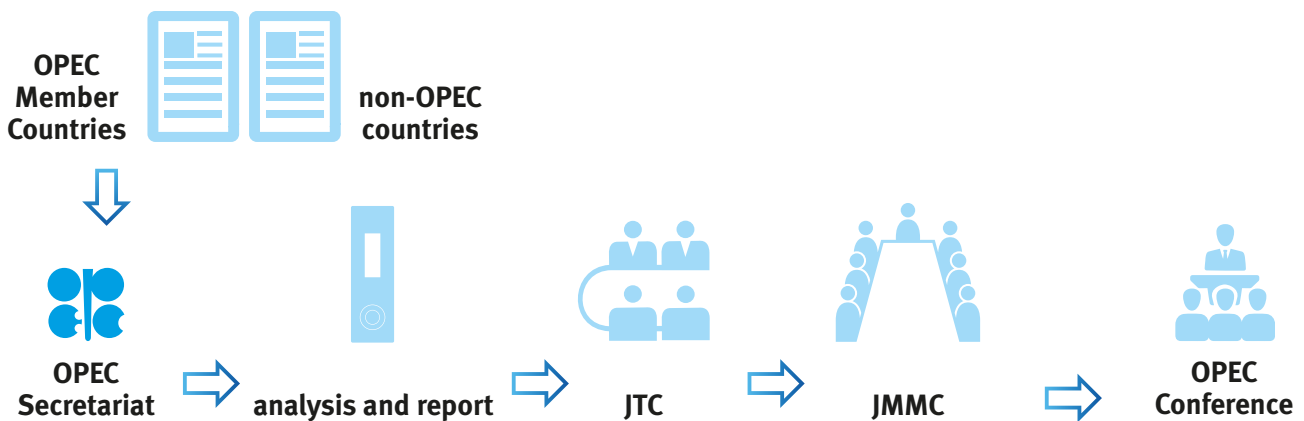 OPEC
Member
Countries
non-OPEC
countries
OPEC
Secretariat
analysis and report
JTC
JMMC
OPEC
Conference